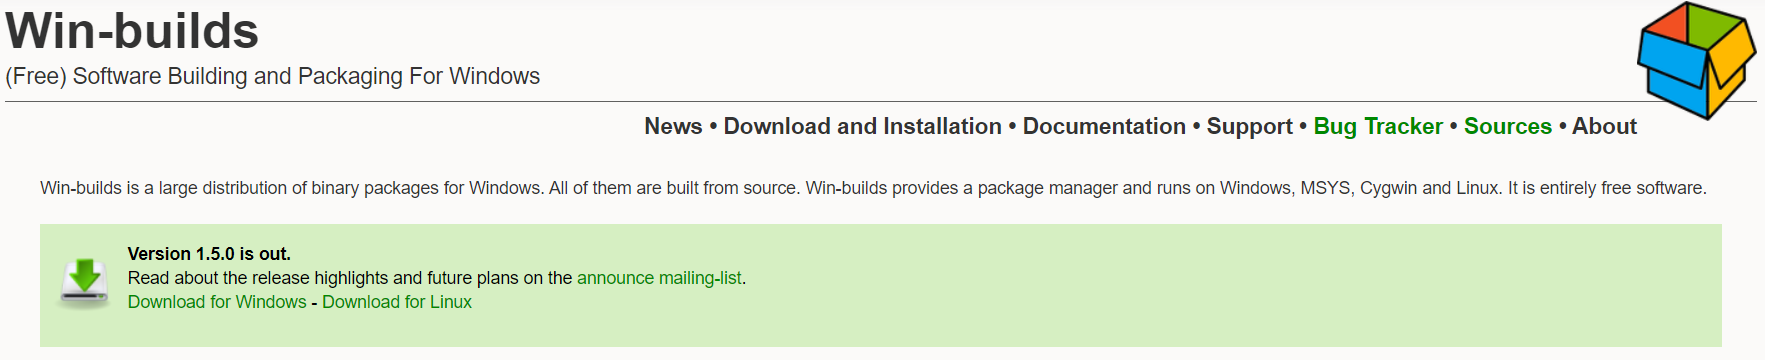 Win-builds
(Free) Software Building and Packaging For Windows
News • Download and Installation • Documentation • Support • Bug Tracker • Sources • About
Win-builds is a large distribution of binary packages for Windows. All of them are built from source. Win-builds provides a package manager and runs on Windows, MSYS, Cygwin and Linux. It is entirely free software.
Version 1.5.0 is out.
Read about the release highlights and future plans on the announce mailing-list.
Download for Windows - Download for Linux